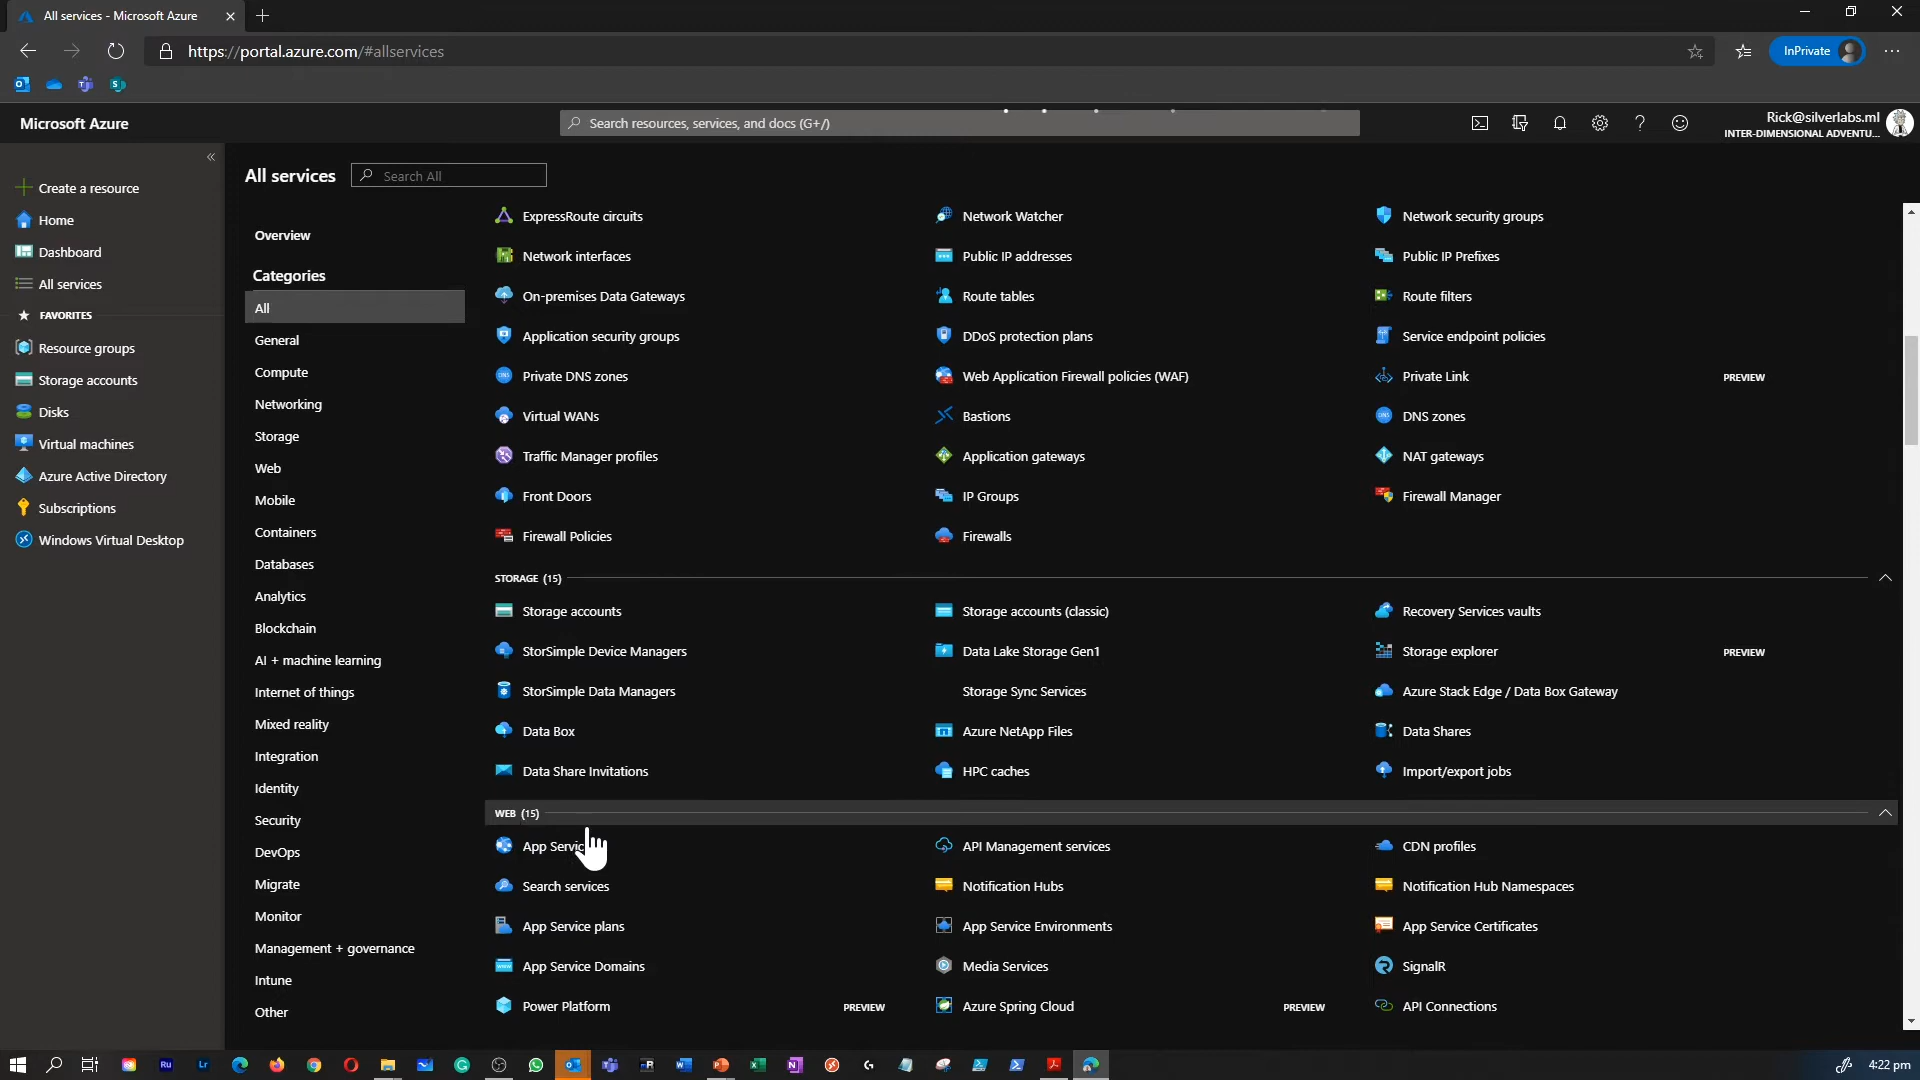 All services - Microsoft Azure
https://portal.azure.com/#allservices
InPrivate
Microsoft Azure
Search resources, services, and docs (G+/)
Rick@silverlabs.ml
INTER-DIMENSIONAL ADVENTU...
Create a resource
Home
Dashboard
All services
FAVORITES
Resource groups
Storage accounts
Disks
Virtual machines
Azure Active Directory
Subscriptions
Windows Virtual Desktop
All services
Search All
Overview
Categories
All
General
Compute
Networking
Storage
Web
Mobile
Containers
Databases
Analytics
Blockchain
AI + machine learning
Internet of things
Mixed reality
Integration
Identity
Security
DevOps
Migrate
Monitor
Management + governance
Intune
Other
ExpressRoute circuits
Network Watcher
Network security groups
Network interfaces
Public IP addresses
Public IP Prefixes
On-premises Data Gateways
Route tables
Route filters
Application security groups
DDoS protection plans
Service endpoint policies
Private DNS zones
Web Application Firewall policies (WAF)
Private Link PREVIEW
Virtual WANs
Bastions
DNS zones
Traffic Manager profiles
Application gateways
NAT gateways
Front Doors
IP Groups
Firewall Manager
Firewall Policies
Firewalls
STORAGE (15)
Storage accounts
Storage accounts (classic)
Recovery Services vaults
StorSimple Device Managers
Data Lake Storage Gen1
Storage explorer PREVIEW
StorSimple Data Managers
Storage Sync Services
Azure Stack Edge / Data Box Gateway
Data Box
Azure NetApp Files
Data Shares
Data Share Invitations
HPC caches
Import/export jobs
WEB (15)
App Servic
API Management services
CDN profiles
Search services
Notification Hubs
Notification Hub Namespaces
App Service plans
App Service Environments
App Service Certificates
App Service Domains
Media Services
SignalR
Power Platform PREVIEW
Azure Spring Cloud PREVIEW
API Connections
4:22 pm